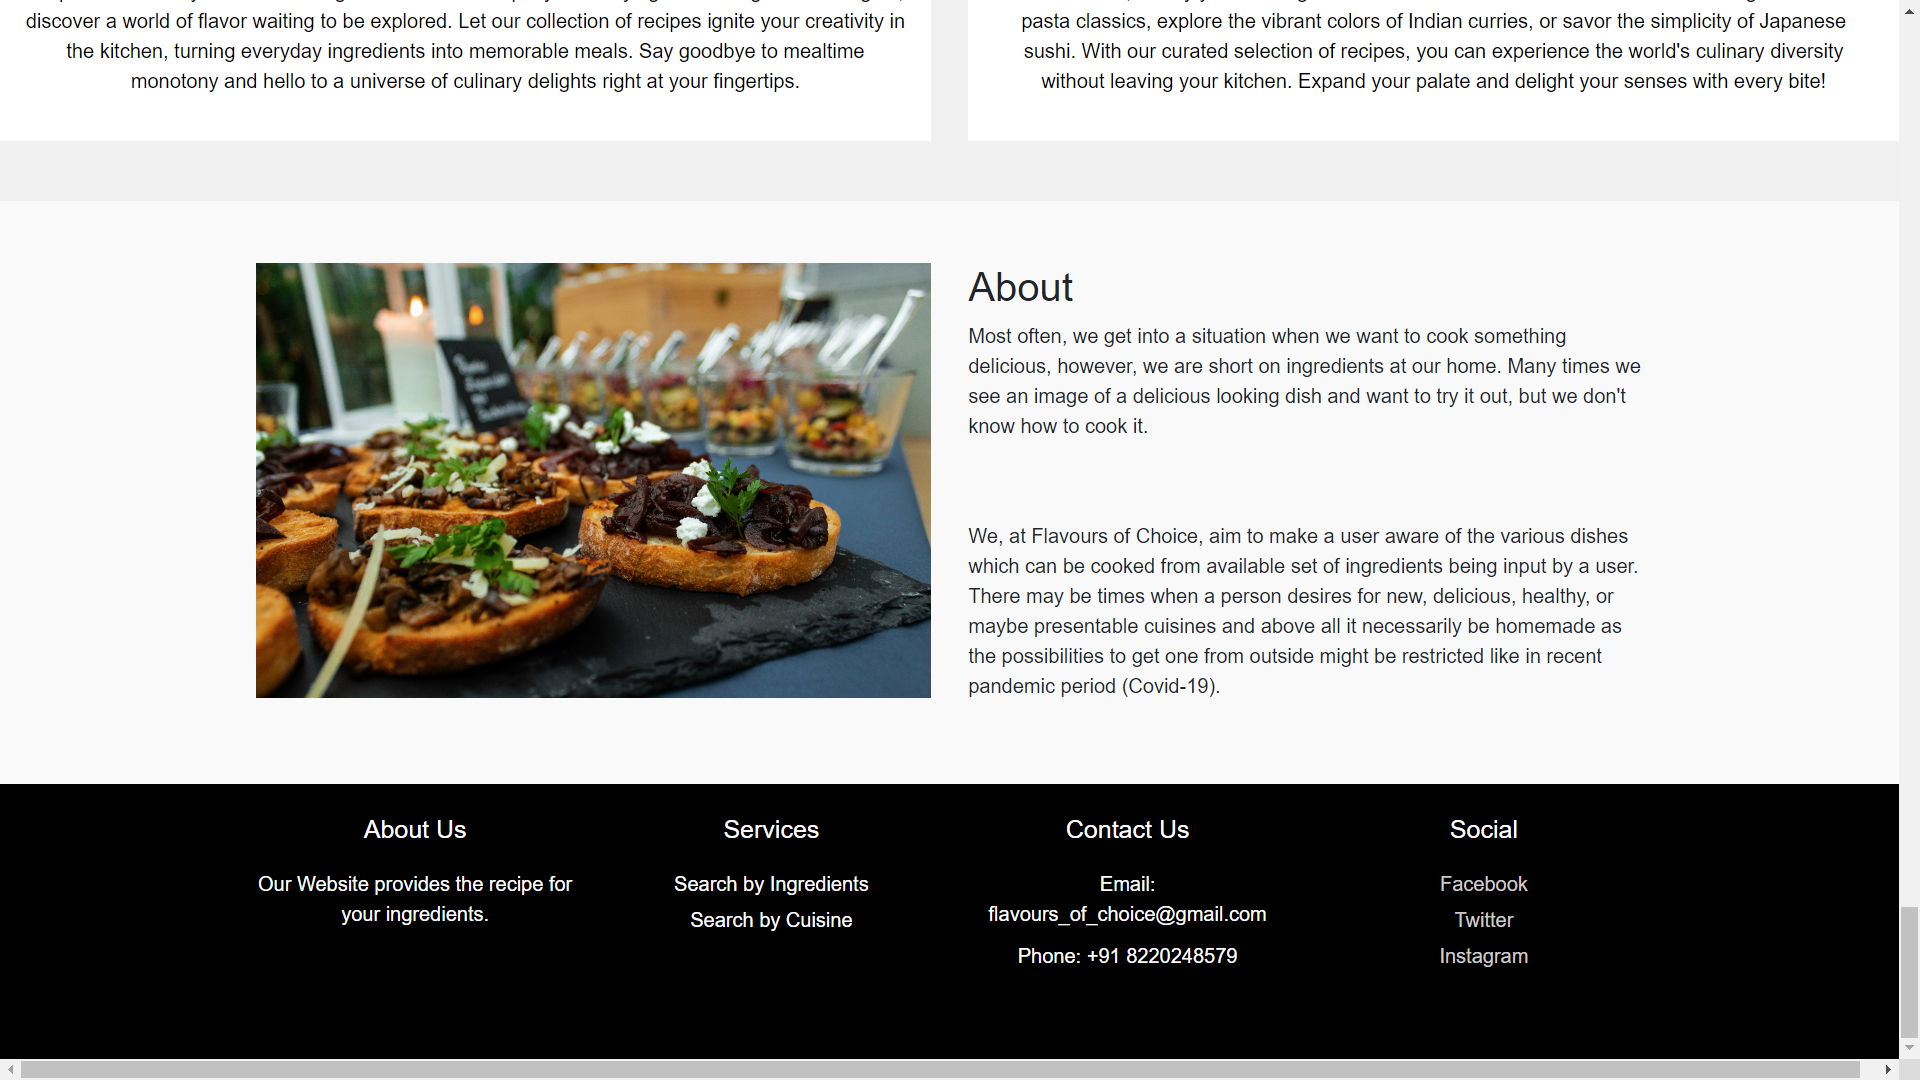 discover a world of flavor waiting to be explored. Let our collection of recipes ignite your creativity in
the kitchen, turning everyday ingredients into memorable meals. Say goodbye to mealtime
monotony and hello to a universe of culinary delights right at your fingertips.
pasta classics, explore the vibrant colors of Indian curries, or savor the simplicity of Japanese
sushi. With our curated selection of recipes, you can experience the world's culinary diversity
without leaving your kitchen. Expand your palate and delight your senses with every bite!
About
Most often, we get into a situation when we want to cook something
delicious, however, we are short on ingredients at our home. Many times we
see an image of a delicious looking dish and want to try it out, but we don't
know how to cook it.
We, at Flavours of Choice, aim to make a user aware of the various dishes
which can be cooked from available set of ingredients being input by a user.
There may be times when a person desires for new, delicious, healthy, or
maybe presentable cuisines and above all it necessarily be homemade as
the possibilities to get one from outside might be restricted like in recent
pandemic period (Covid-19).
About Us
Our Website provides the recipe for
your ingredients.
Services
Search by Ingredients
Search by Cuisine
Contact Us
Email:
flavours_of_choice@gmail.com
Phone: +91 8220248579
Social
Facebook
Twitter
Instagram